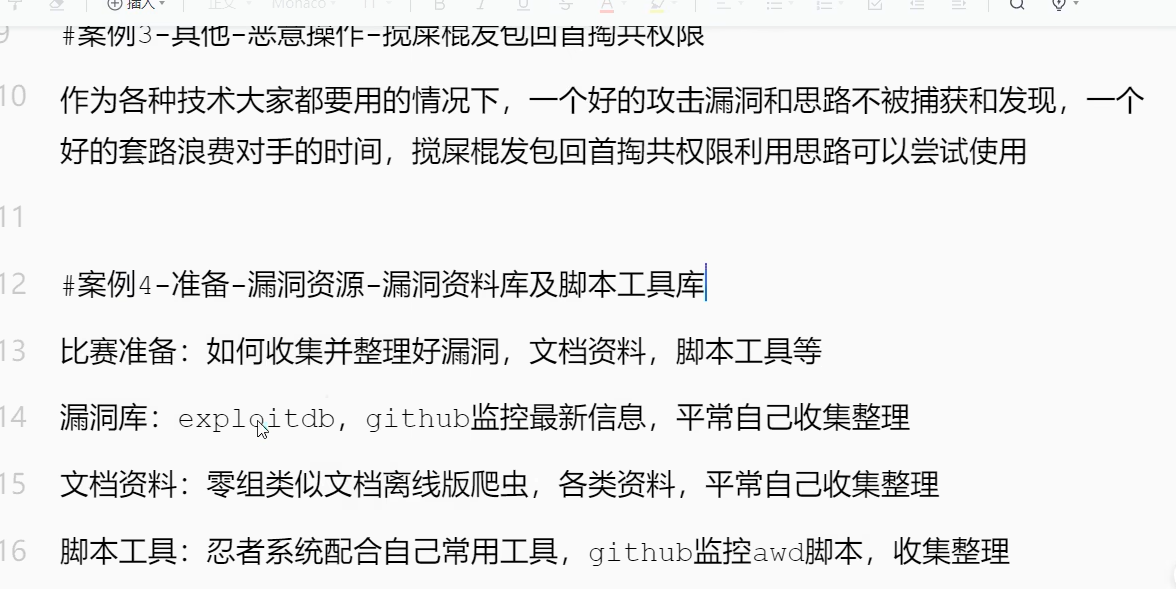 插入 正文 Monaco 11 B I U S A
9 #案例3-其他-恶意操作-搅屎棍发包回首掏共权限
10 作为各种技术大家都要用的情况下，一个好的攻击漏洞和思路不被捕获和发现，一个
好的套路浪费对手的时间，搅屎棍发包回首掏共权限利用思路可以尝试使用
11
12 #案例4-准备-漏洞资源-漏洞资料库及脚本工具库
13 比赛准备：如何收集并整理好漏洞，文档资料，脚本工具等
14 漏洞库：exploitdb，github监控最新信息，平常自己收集整理
15 文档资料：零组类似文档离线版爬虫，各类资料，平常自己收集整理
16 脚本工具：忍者系统配合自己常用工具，github监控awd脚本，收集整理